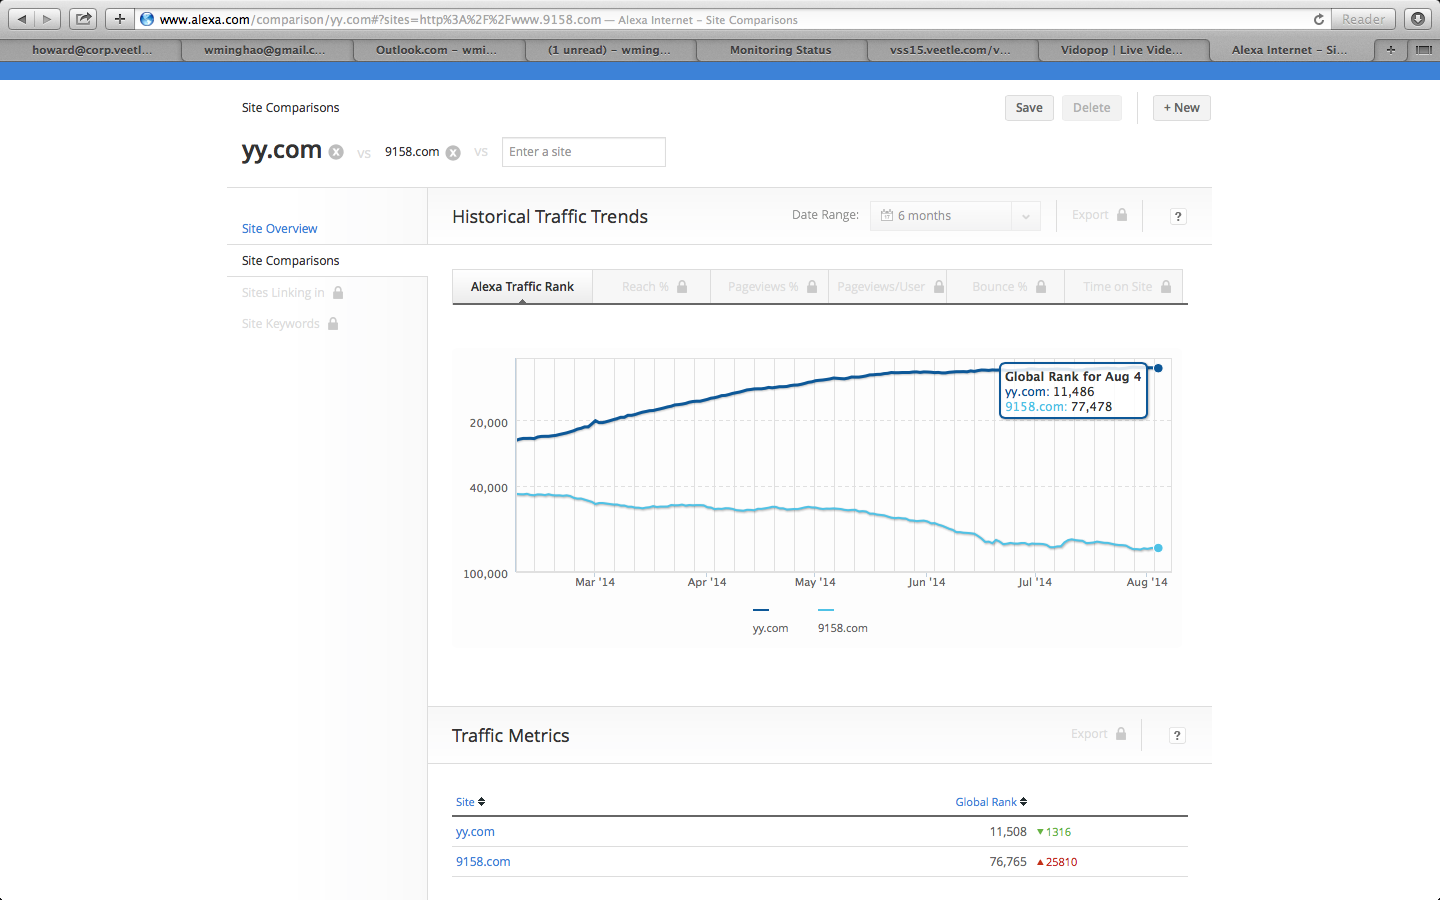 www.alexa.com/comparison/yy.com#?sites=http%3A%2F%2Fwww.9158.com — Alexa Internet – Site Comparisons
Reader
howard@corp.veetl...
wminghao@gmail.c...
Outlook.com – wmi...
(1 unread) – wming...
Monitoring Status
vss15.veetle.com/v...
Vidopop | Live Vide...
Alexa Internet – Si...
Site Comparisons
Save
Delete
+ New
yy.com vs 9158.com vs Enter a site
Site Overview
Site Comparisons
Sites Linking In
Site Keywords
Historical Traffic Trends
Date Range: 6 months
Export
?
Alexa Traffic Rank
Reach %
Pageviews %
Pageviews/User
Bounce %
Time on Site
Global Rank for Aug 4
yy.com: 11,486
9158.com: 77,478
20,000
40,000
100,000
Mar '14
Apr '14
May '14
Jun '14
Jul '14
Aug '14
yy.com
9158.com
Traffic Metrics
Export
?
Site
Global Rank
yy.com 11,508 1316
9158.com 76,765 25810